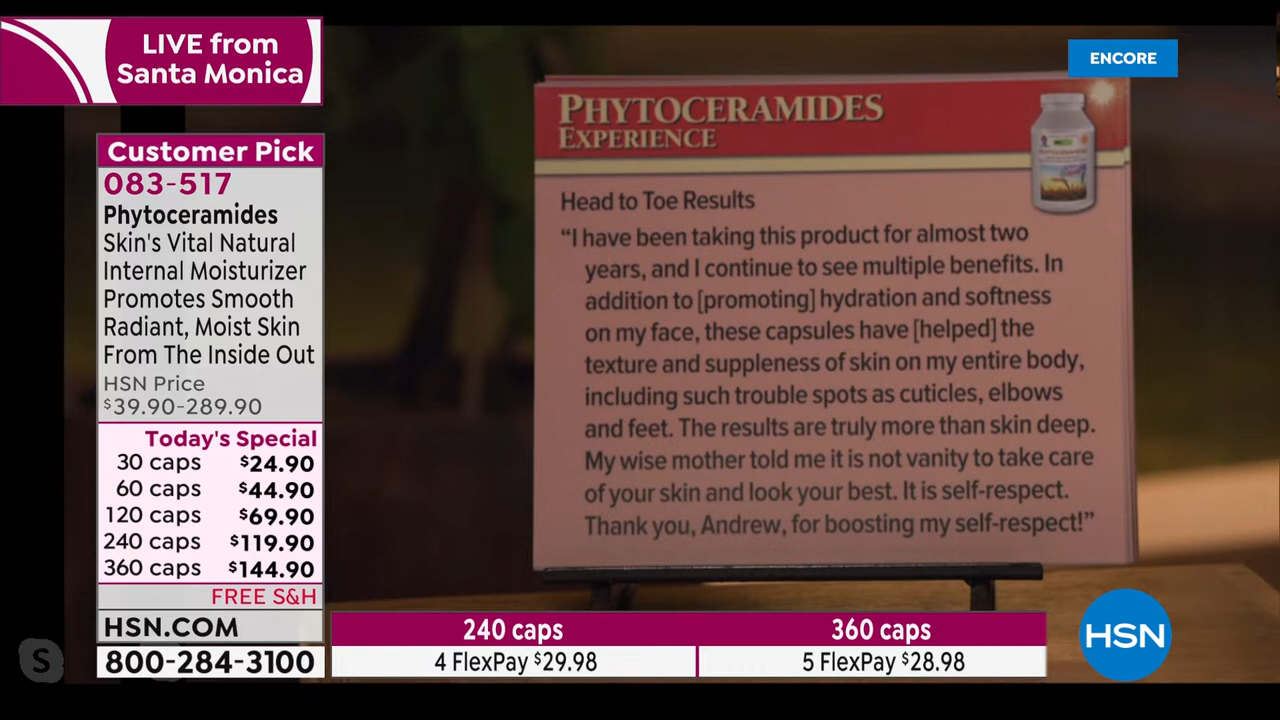 LIVE from
Santa Monica
ENCORE
Customer Pick
083-517
Phytoceramides
Skin's Vital Natural
Internal Moisturizer
Promotes Smooth
Radiant, Moist Skin
From The Inside Out
HSN Price
$39.90-289.90
Today's Special
30 caps $24.90
60 caps $44.90
120 caps $69.90
240 caps $119.90
360 caps $144.90
FREE S&H
HSN.COM
800-284-3100
PHYTOCERAMIDES
EXPERIENCE
Head to Toe Results
“I have been taking this product for almost two
years, and I continue to see multiple benefits. In
addition to [promoting] hydration and softness
on my face, these capsules have [helped] the
texture and suppleness of skin on my entire body,
including such trouble spots as cuticles, elbows
and feet. The results are truly more than skin deep.
My wise mother told me it is not vanity to take care
of your skin and look your best. It is self-respect.
Thank you, Andrew, for boosting my self-respect!”
240 caps 360 caps
4 FlexPay $29.98 5 FlexPay $28.98
HSN
S